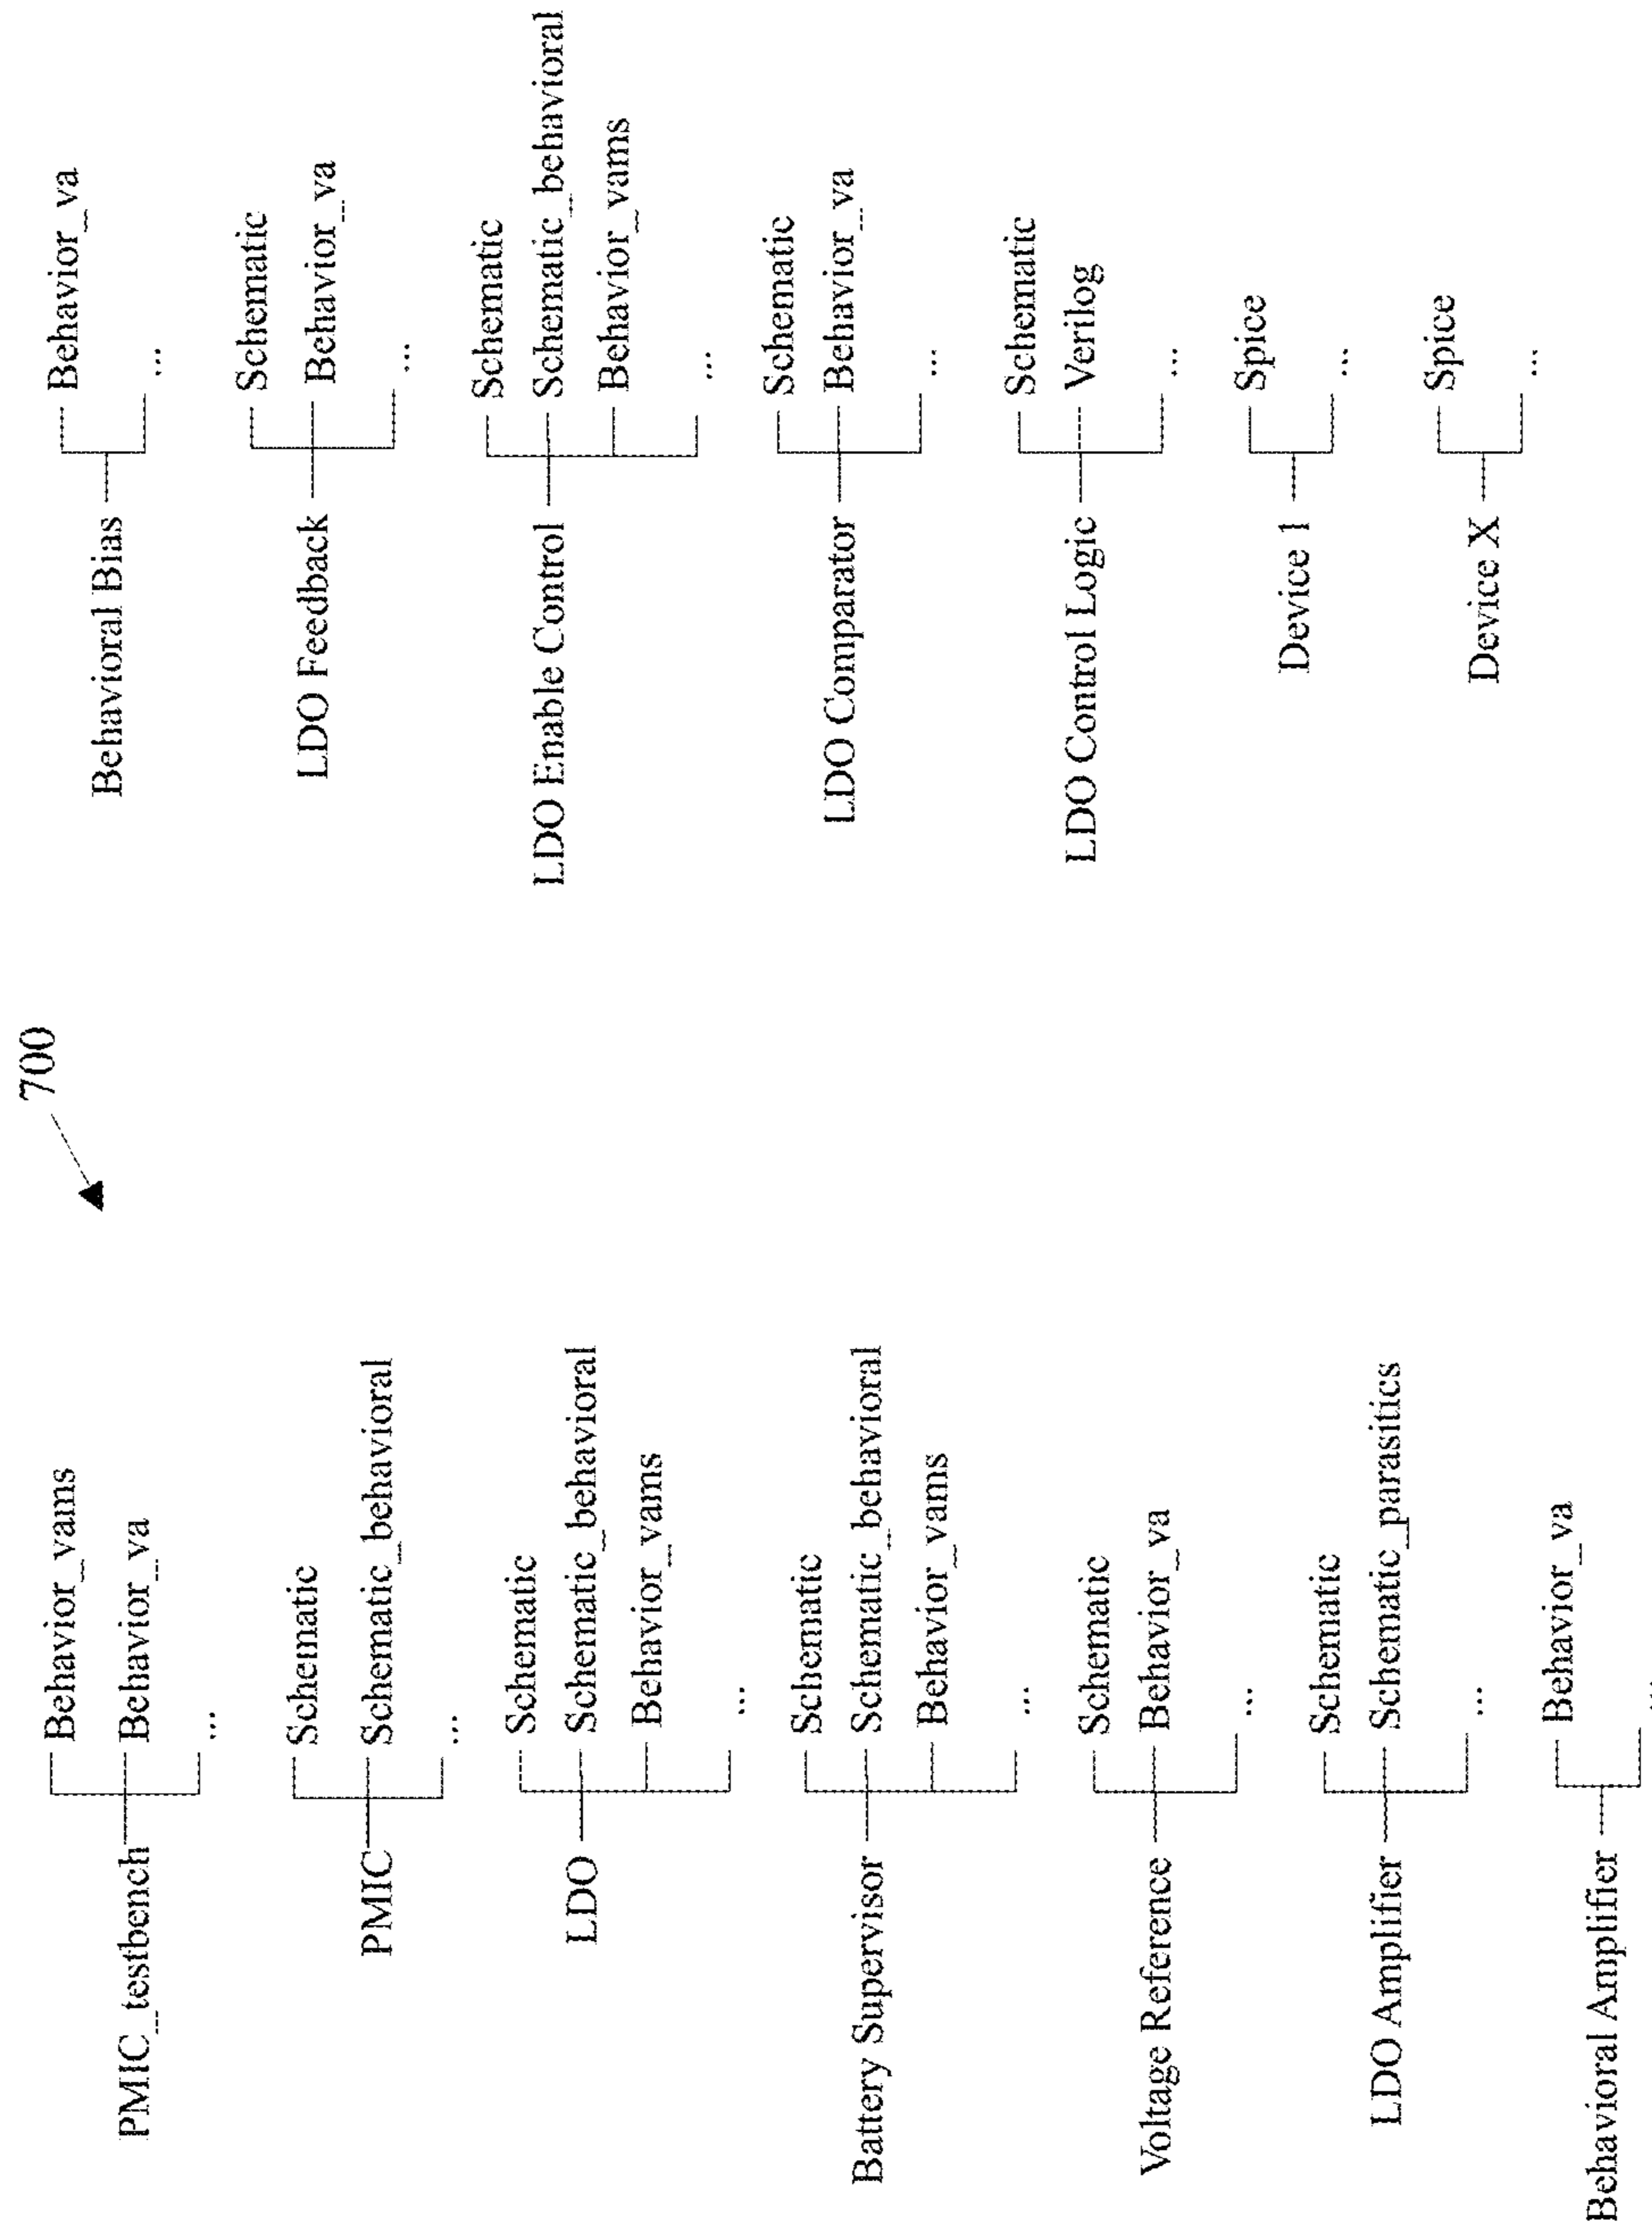 700
PMIC_testbench
Behavior_vams
Behavior_va
...
PMIC
Schematic
Schematic_behavioral
...
LDO
Schematic
Schematic_behavioral
Behavior_vams
...
Battery Supervisor
Schematic
Schematic_behavioral
Behavior_vams
...
Voltage Reference
Schematic
Behavior_va
...
LDO Amplifier
Schematic
Schematic_parasitics
...
Behavioral Amplifier
Behavior_va
...
Behavioral Bias
Behavior_va
...
LDO Feedback
Schematic
Behavior_va
...
LDO Enable Control
Schematic
Schematic_behavioral
Behavior_vams
...
LDO Comparator
Schematic
Behavior_va
...
LDO Control Logic
Schematic
Verilog
...
Device 1
Spice
...
Device X
Spice
...